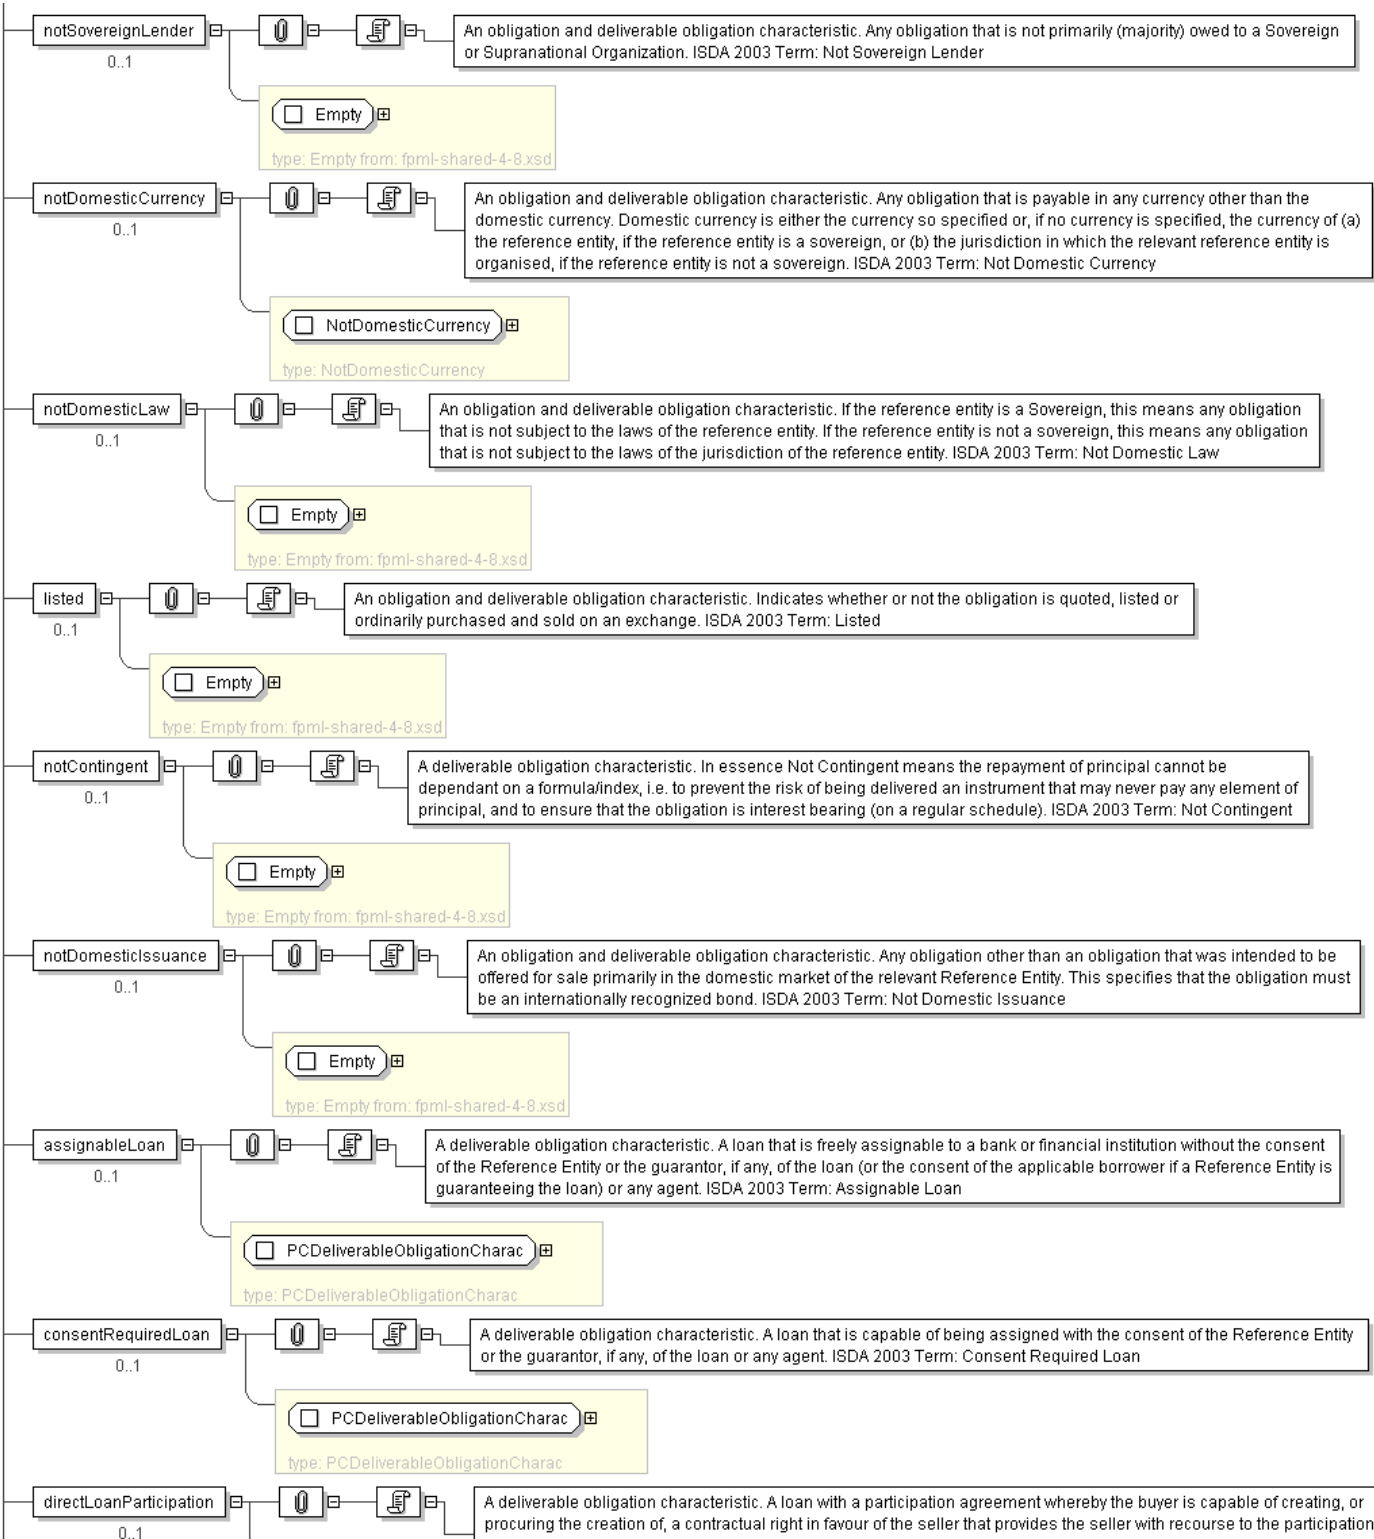 notSovereignLender
0..1
An obligation and deliverable obligation characteristic. Any obligation that is not primarily (majority) owed to a Sovereign
or Supranational Organization. ISDA 2003 Term: Not Sovereign Lender
Empty
type: Empty from: fpml-shared-4-8.xsd
notDomesticCurrency
0..1
An obligation and deliverable obligation characteristic. Any obligation that is payable in any currency other than the
domestic currency. Domestic currency is either the currency so specified or, if no currency is specified, the currency of (a)
the reference entity, if the reference entity is a sovereign, or (b) the jurisdiction in which the relevant reference entity is
organised, if the reference entity is not a sovereign. ISDA 2003 Term: Not Domestic Currency
NotDomesticCurrency
type: NotDomesticCurrency
notDomesticLaw
0..1
An obligation and deliverable obligation characteristic. If the reference entity is a Sovereign, this means any obligation
that is not subject to the laws of the reference entity. If the reference entity is not a sovereign, this means any obligation
that is not subject to the laws of the jurisdiction of the reference entity. ISDA 2003 Term: Not Domestic Law
Empty
type: Empty from: fpml-shared-4-8.xsd
listed
0..1
An obligation and deliverable obligation characteristic. Indicates whether or not the obligation is quoted, listed or
ordinarily purchased and sold on an exchange. ISDA 2003 Term: Listed
Empty
type: Empty from: fpml-shared-4-8.xsd
notContingent
0..1
A deliverable obligation characteristic. In essence Not Contingent means the repayment of principal cannot be
dependant on a formula/index, i.e. to prevent the risk of being delivered an instrument that may never pay any element of
principal, and to ensure that the obligation is interest bearing (on a regular schedule). ISDA 2003 Term: Not Contingent
Empty
type: Empty from: fpml-shared-4-8.xsd
notDomesticIssuance
0..1
An obligation and deliverable obligation characteristic. Any obligation other than an obligation that was intended to be
offered for sale primarily in the domestic market of the relevant Reference Entity. This specifies that the obligation must
be an internationally recognized bond. ISDA 2003 Term: Not Domestic Issuance
Empty
type: Empty from: fpml-shared-4-8.xsd
assignableLoan
0..1
A deliverable obligation characteristic. A loan that is freely assignable to a bank or financial institution without the consent
of the Reference Entity or the guarantor, if any, of the loan (or the consent of the applicable borrower if a Reference Entity is
guaranteeing the loan) or any agent. ISDA 2003 Term: Assignable Loan
PCDeliverableObligationCharac
type: PCDeliverableObligationCharac
consentRequiredLoan
0..1
A deliverable obligation characteristic. A loan that is capable of being assigned with the consent of the Reference Entity
or the guarantor, if any, of the loan or any agent. ISDA 2003 Term: Consent Required Loan
PCDeliverableObligationCharac
type: PCDeliverableObligationCharac
directLoanParticipation
0..1
A deliverable obligation characteristic. A loan with a participation agreement whereby the buyer is capable of creating, or
procuring the creation of, a contractual right in favour of the seller that provides the seller with recourse to the participation